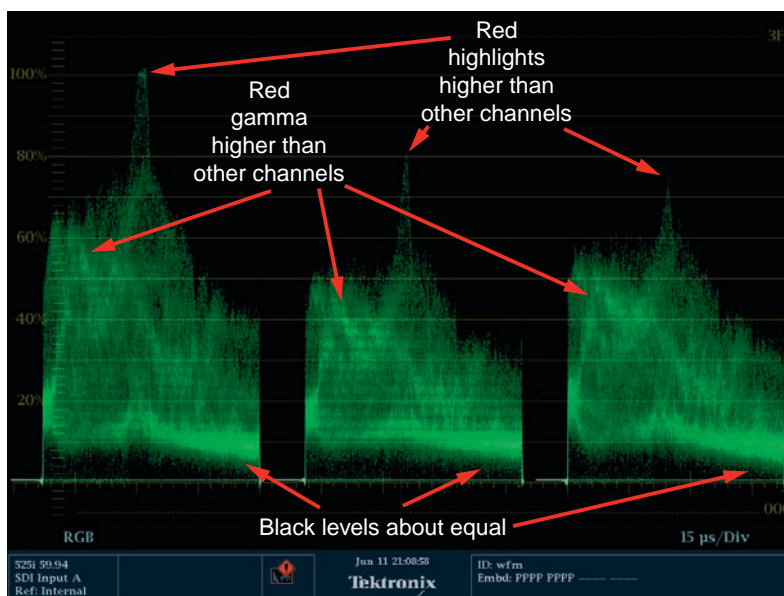 Red
highlights
higher than
other channels
Red
gamma
higher than
other channels
100%
80%
60%
40%
20%
Black levels about equal
RGB
15 µs/Div
525i 59.94
SDI Input A
Ref: Internal
Jun 11 21:08:58
Tektronix
ID: wfm
Embd: PPPP PPPP ---- ----